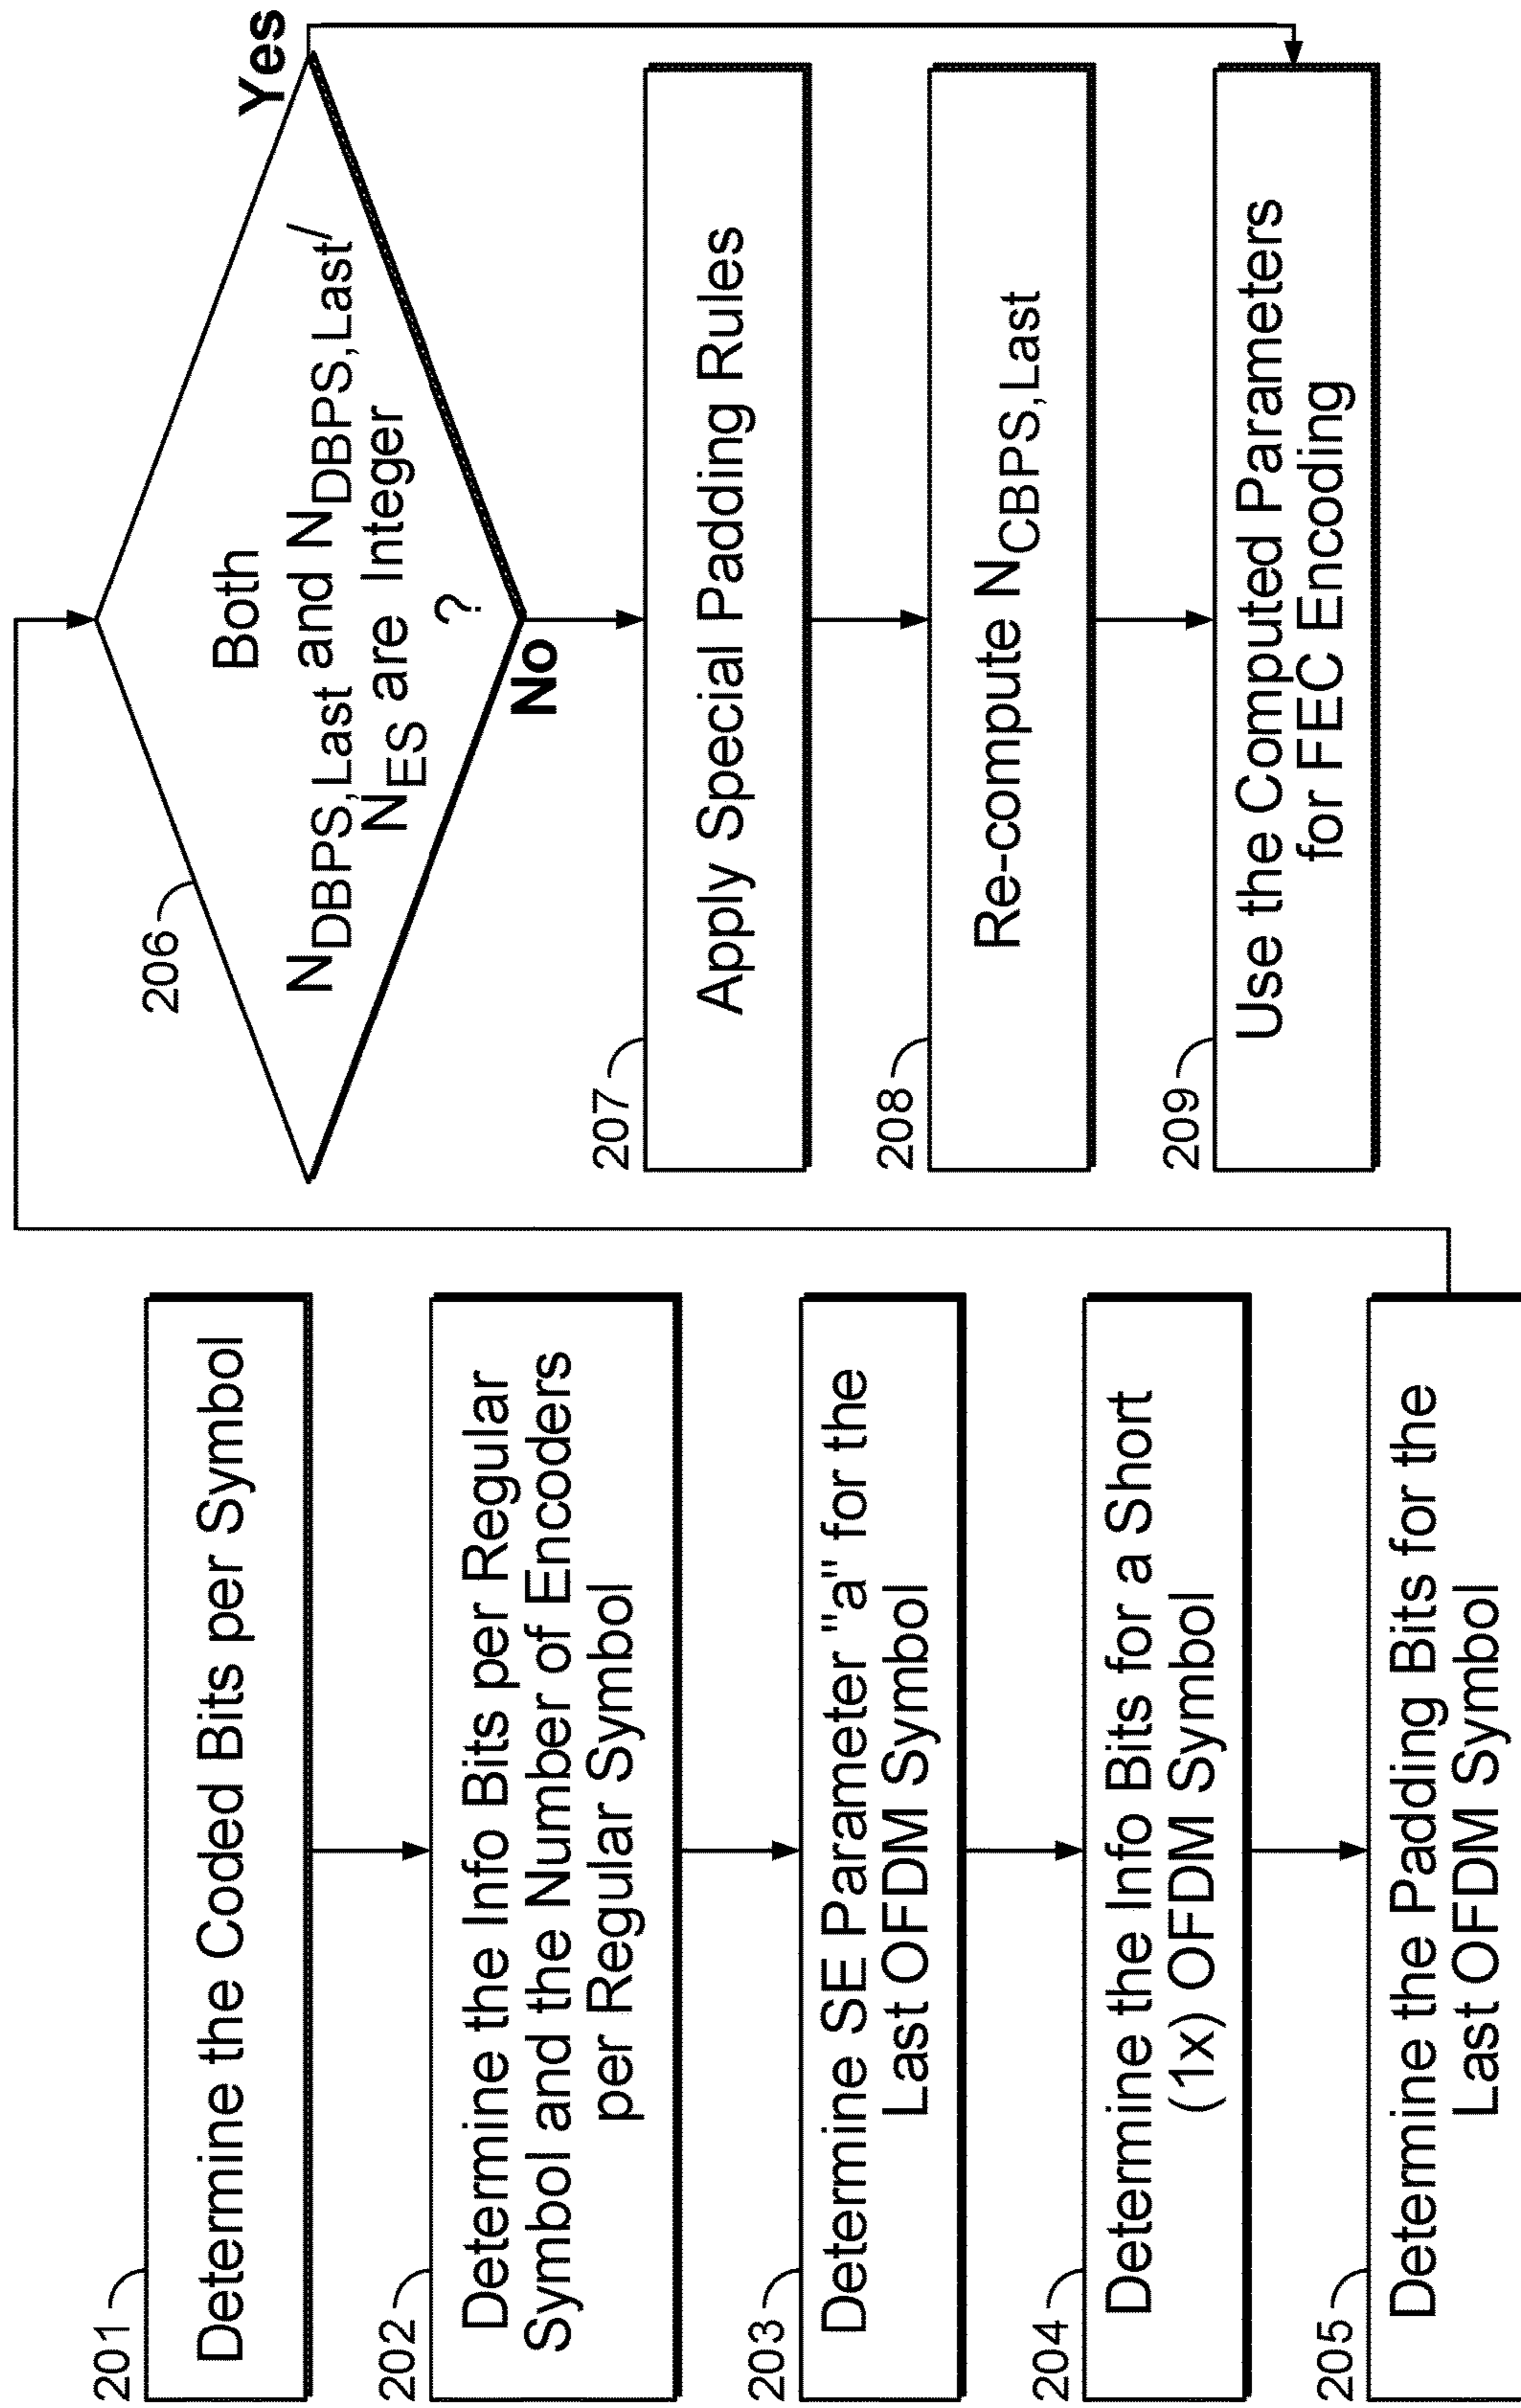 201
Determine the Coded Bits per Symbol
202
Determine the Info Bits per Regular
Symbol and the Number of Encoders
per Regular Symbol
203
Determine SE Parameter "a" for the
Last OFDM Symbol
204
Determine the Info Bits for a Short
(1x) OFDM Symbol
205
Determine the Padding Bits for the
Last OFDM Symbol
206
Both
NDBPS,Last and NDBPS,Last/
NES are Integer
?
Yes
No
207
Apply Special Padding Rules
208
Re-compute NCBPS,Last
209
Use the Computed Parameters
for FEC Encoding